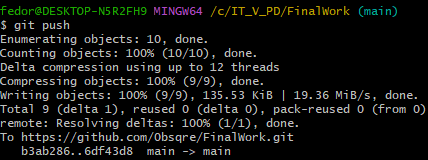 fedor@DESKTOP-N5R2FH9 MINGW64 /c/IT_V_PD/FinalWork (main)
$ git push
Enumerating objects: 10, done.
Counting objects: 100% (10/10), done.
Delta compression using up to 12 threads
Compressing objects: 100% (9/9), done.
Writing objects: 100% (9/9), 135.53 KiB | 19.36 MiB/s, done.
Total 9 (delta 1), reused 0 (delta 0), pack-reused 0 (from 0)
remote: Resolving deltas: 100% (1/1), done.
To https://github.com/Obsqre/FinalWork.git
   b3ab286..6df43d8  main -> main